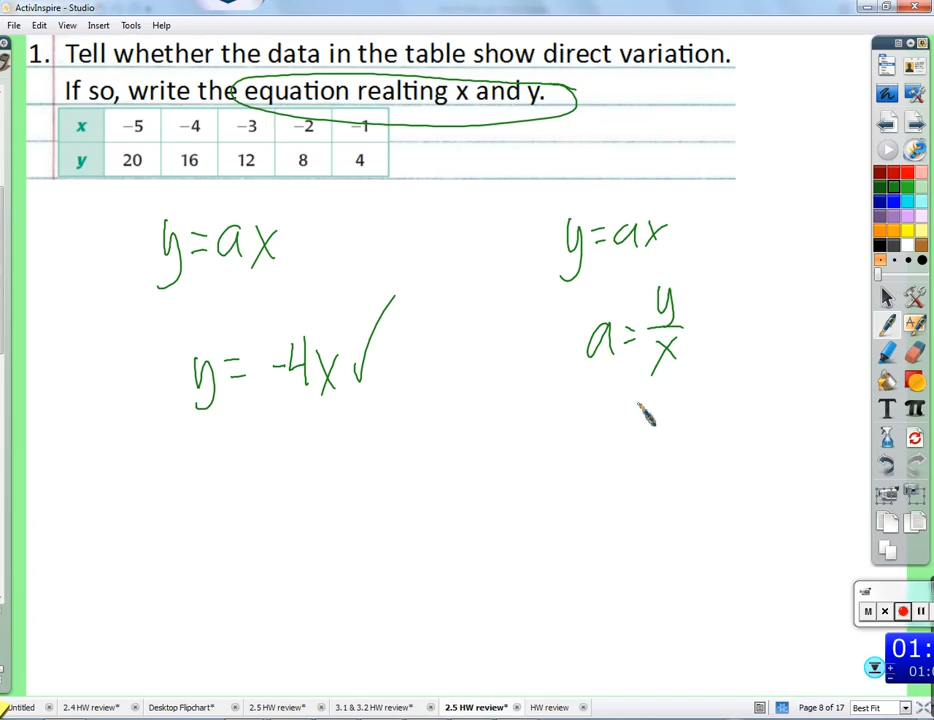 ActivInspire - Studio
File Edit View Insert Tools Help
1. Tell whether the data in the table show direct variation.
If so, write the equation realting x and y.
x −5 −4 −3 −2 −1
y 20 16 12 8 4
y=ax
y=ax
a=y/x
y= -4x✓
T π
M × 
01:
01:0
Untitled 2.4 HW review* Desktop Flipchart* 2.5 HW review* 3.1 & 3.2 HW review* 2.5 HW review* HW review Page 8 of 17 Best Fit